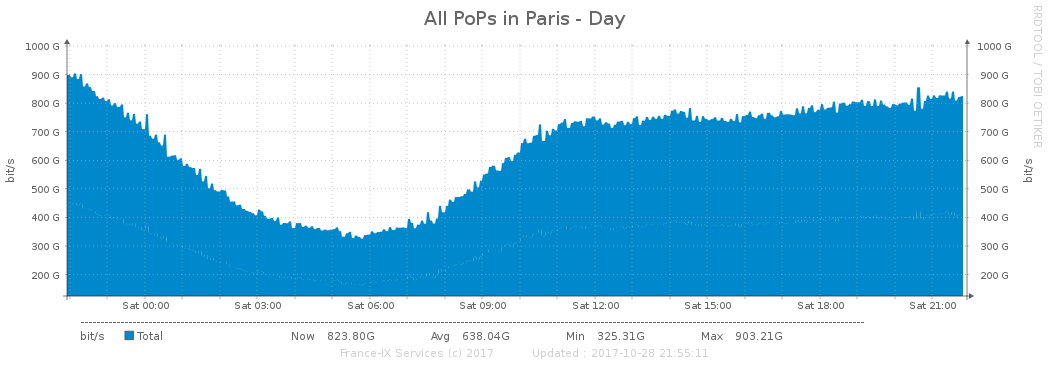 All PoPs in Paris - Day
RRDTOOL / TOBI OETIKER
bit/s
1000 G
900 G
800 G
700 G
600 G
500 G
400 G
300 G
200 G
1000 G
900 G
800 G
700 G
600 G
500 G
400 G
300 G
200 G
bit/s
Sat 00:00 Sat 03:00 Sat 06:00 Sat 09:00 Sat 12:00 Sat 15:00 Sat 18:00 Sat 21:00
bit/s Total Now 823.80G Avg 638.04G Min 325.31G Max 903.21G
France-IX Services (c) 2017 Updated : 2017-10-28 21:55:11